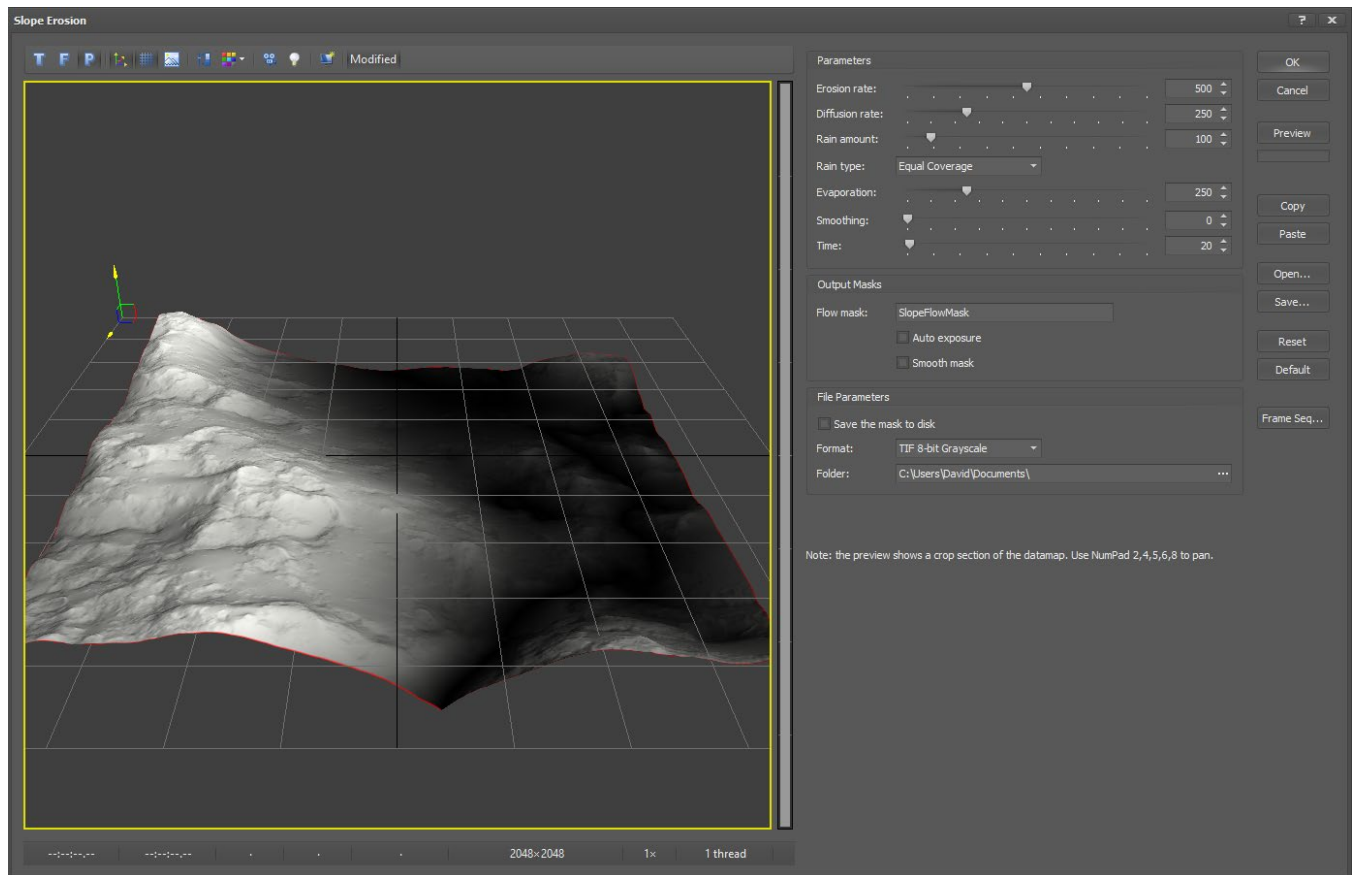 Slope Erosion
? x
T F P Modified
Parameters
Erosion rate: 500
Diffusion rate: 250
Rain amount: 100
Rain type: Equal Coverage
Evaporation: 250
Smoothing: 0
Time: 20
Output Masks
Flow mask: SlopeFlowMask
Auto exposure
Smooth mask
File Parameters
Save the mask to disk
Format: TIF 8-bit Grayscale
Folder: C:\Users\David\Documents\ ...
Note: the preview shows a crop section of the datamap. Use NumPad 2,4,5,6,8 to pan.
OK
Cancel
Preview
Copy
Paste
Open...
Save...
Reset
Default
Frame Seq...
--:--:--,-- --:--:--,-- . . . 2048×2048 1× 1 thread